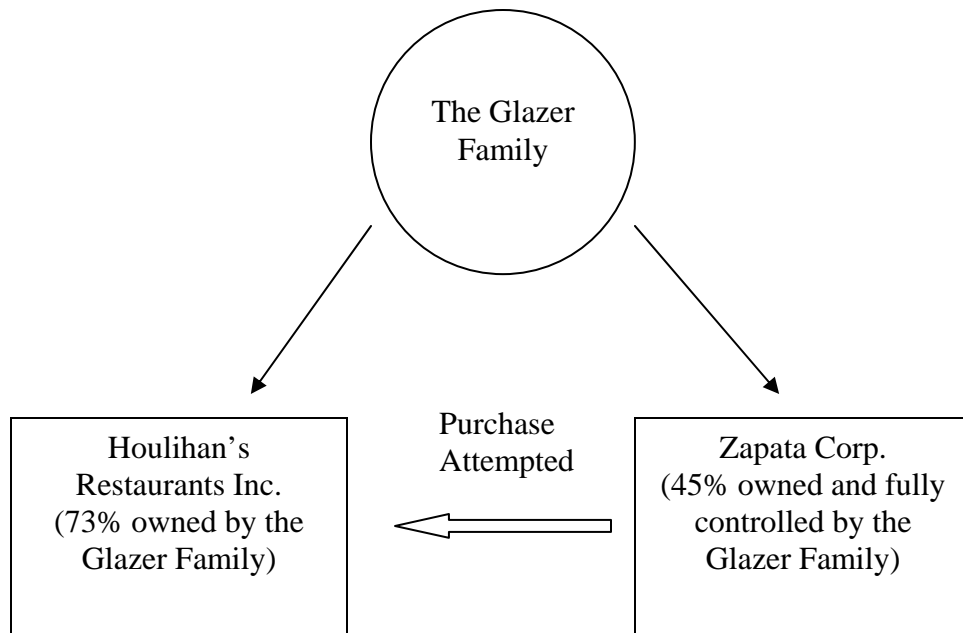 The Glazer
Family
Purchase
Attempted
Houlihan’s
Restaurants Inc.
(73% owned by the
Glazer Family)
Zapata Corp.
(45% owned and fully
controlled by the
Glazer Family)